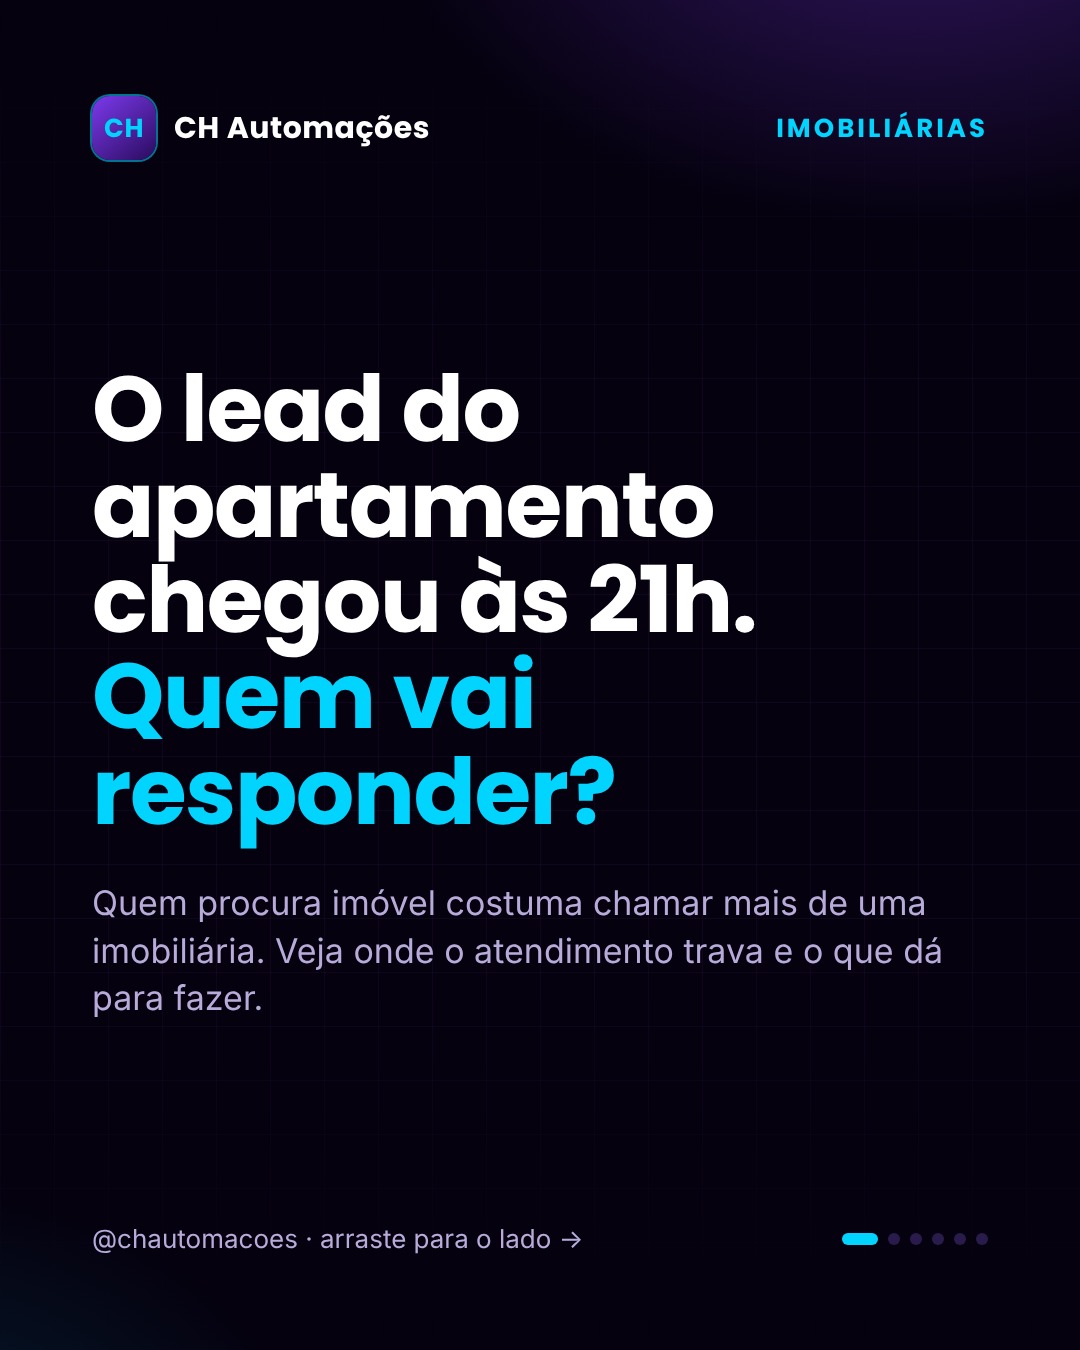 CH
CH Automações
IMOBILIÁRIAS
O lead do
apartamento
chegou às 21h.
Quem vai
responder?
Quem procura imóvel costuma chamar mais de uma
imobiliária. Veja onde o atendimento trava e o que dá
para fazer.
@chautomacoes · arraste para o lado →